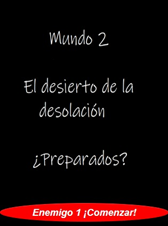 Mundo 2
El desierto de la
desolación
¿Preparados?
Enemigo 1 ¡Comenzar!